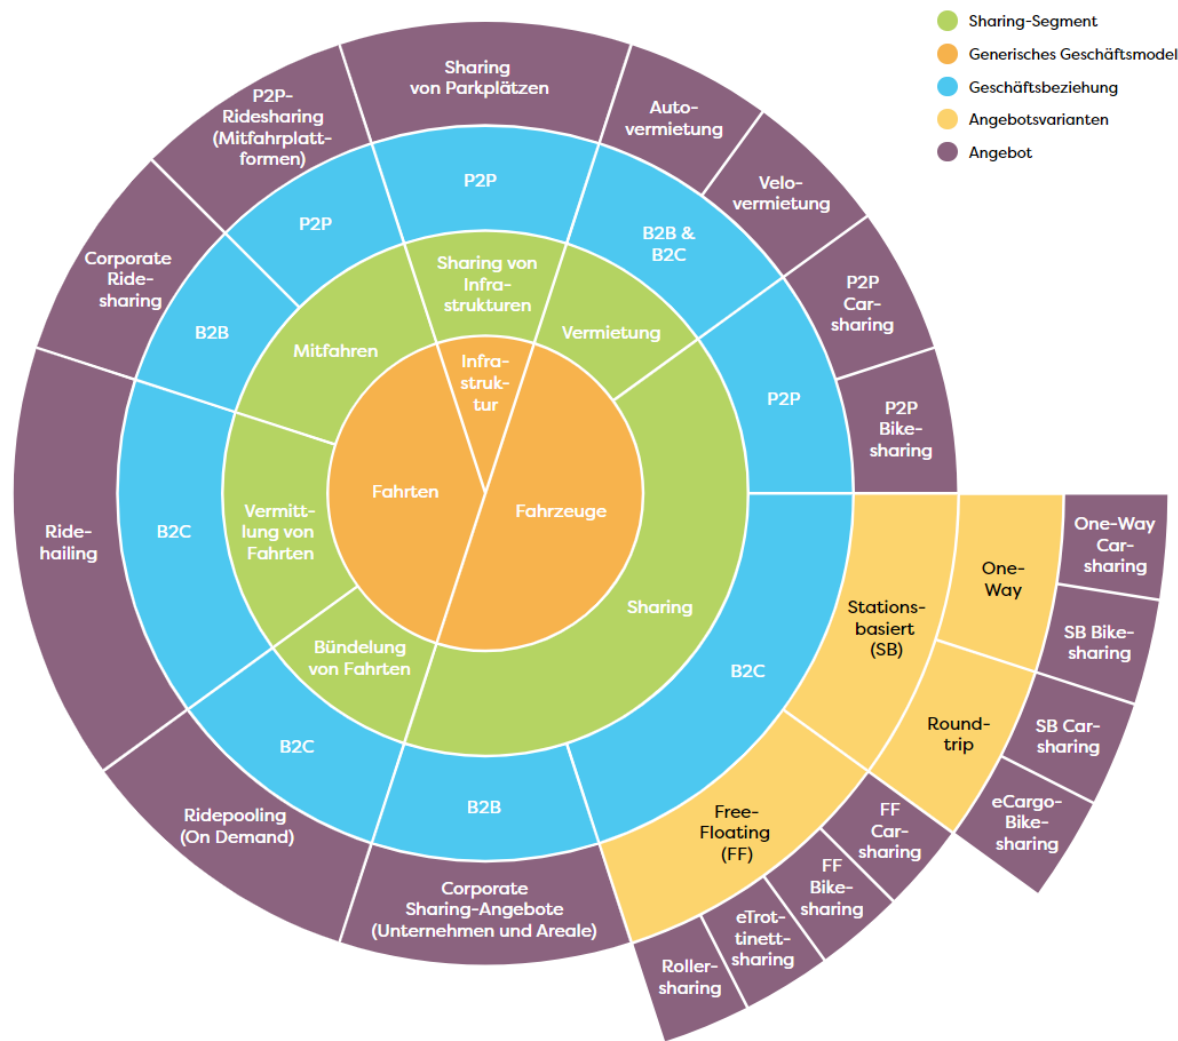 Sharing-Segment
Generisches Geschäftsmodel
Geschäftsbeziehung
Angebotsvarianten
Angebot
Sharing
von Parkplätzen
Auto-
vermietung
Velo-
vermietung
P2P
Car-
sharing
P2P
Bike-
sharing
P2P-
Ridesharing
(Mitfahrplatt-
formen)
Corporate
Ride-
sharing
Ride-
hailing
Ridepooling
(On Demand)
Corporate
Sharing-Angebote
(Unternehmen und Areale)
P2P
B2B &
B2C
P2P
P2P
B2B
B2C
B2C
B2B
B2C
Sharing von
Infra-
strukturen
Vermietung
Mitfahren
Vermitt-
lung von
Fahrten
Bündelung
von Fahrten
Sharing
Infra-
struk-
tur
Fahrten
Fahrzeuge
Stations-
basiert
(SB)
One-
Way
Round-
trip
Free-
Floating
(FF)
One-Way
Car-
sharing
SB Bike-
sharing
SB Car-
sharing
eCargo-
Bike-
sharing
FF
Car-
sharing
FF
Bike-
sharing
eTrot-
tinett-
sharing
Roller-
sharing